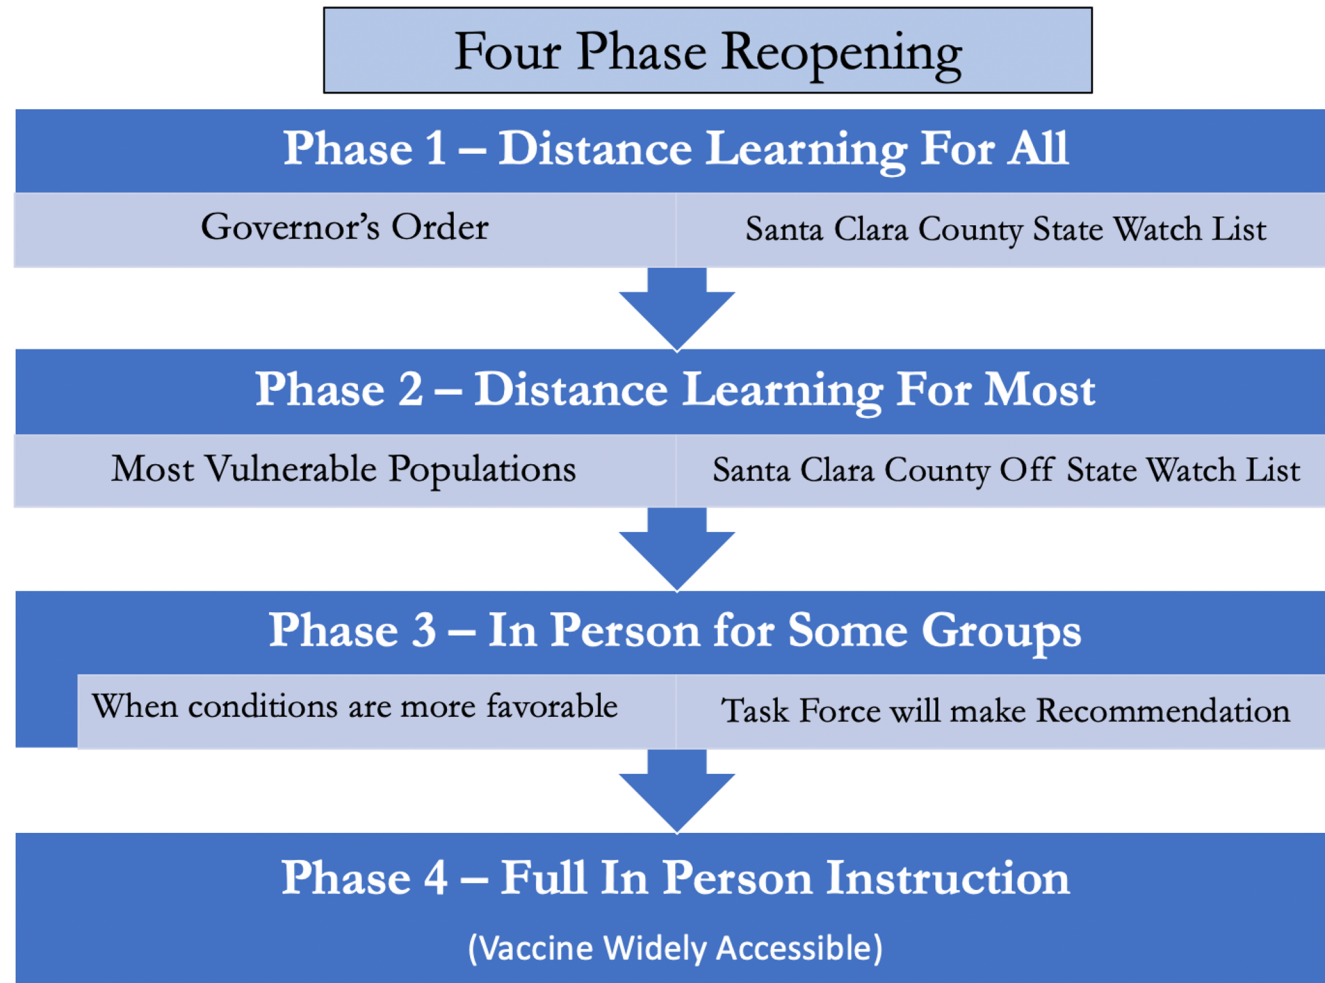 Four Phase Reopening
Phase 1 – Distance Learning For All
Governor’s Order
Santa Clara County State Watch List
Phase 2 – Distance Learning For Most
Most Vulnerable Populations
Santa Clara County Off State Watch List
Phase 3 – In Person for Some Groups
When conditions are more favorable
Task Force will make Recommendation
Phase 4 – Full In Person Instruction
(Vaccine Widely Accessible)